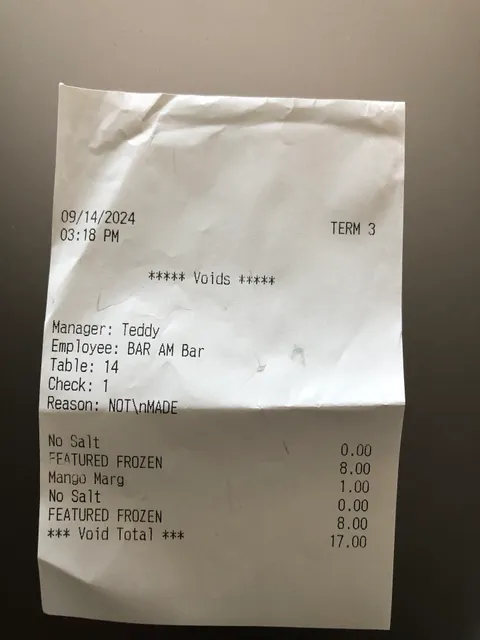 09/14/2024
03:18 PM TERM 3
***** Voids *****
Manager: Teddy
Employee: BAR AM Bar
Table: 14
Check: 1
Reason: NOT\nMADE
No Salt 0.00
FEATURED FROZEN 8.00
Mango Marg 1.00
No Salt 0.00
FEATURED FROZEN 8.00
*** Void Total *** 17.00